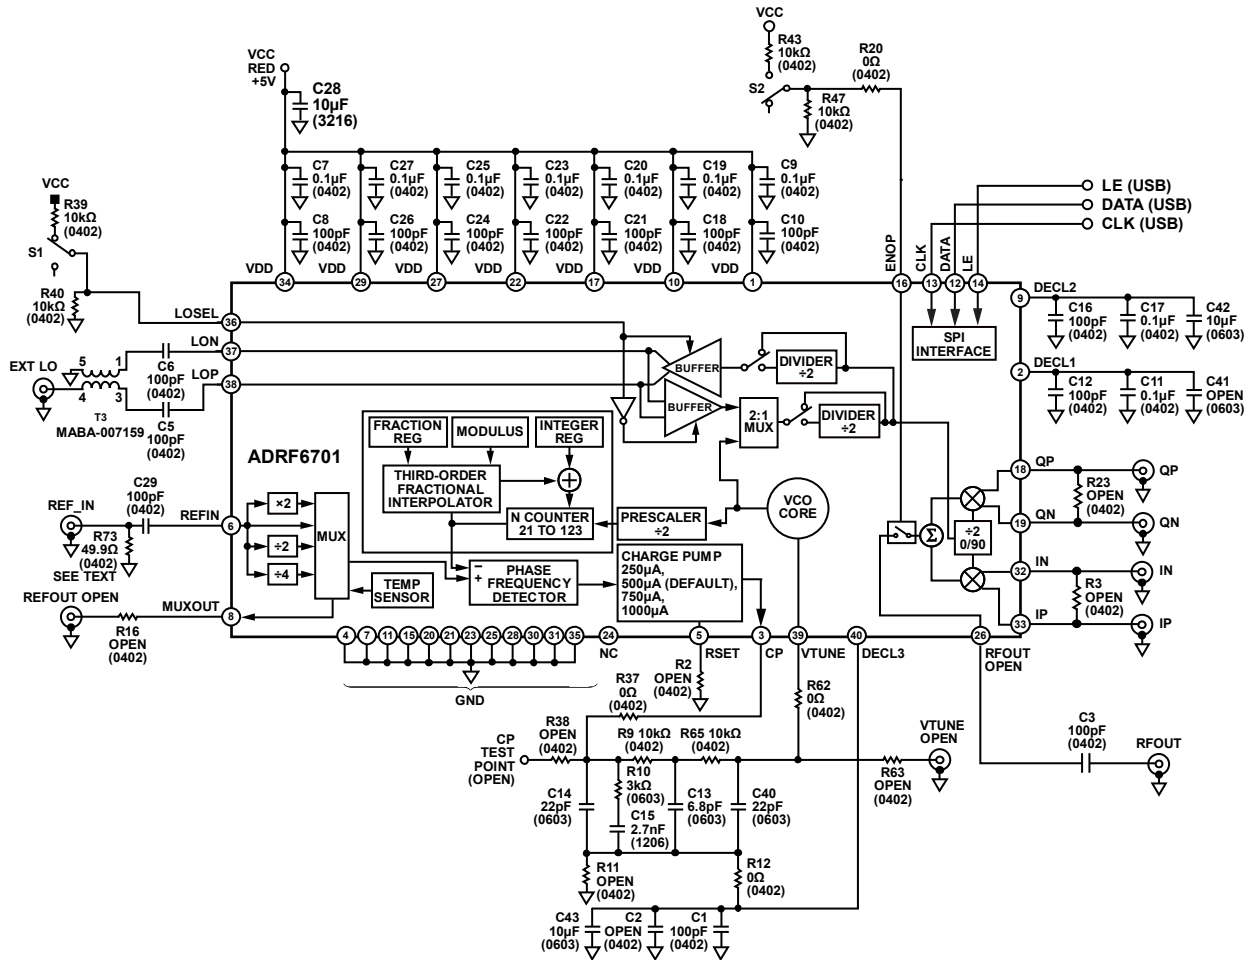 VCC
RED
+5V
C28
10µF
(3216)
VCC
R43
10kΩ
(0402)
S2
R47
10kΩ
(0402)
R20
0Ω
(0402)
C7
0.1µF
(0402)
C27
0.1µF
(0402)
C25
0.1µF
(0402)
C23
0.1µF
(0402)
C20
0.1µF
(0402)
C19
0.1µF
(0402)
C9
0.1µF
(0402)
C8
100pF
(0402)
C26
100pF
(0402)
C24
100pF
(0402)
C22
100pF
(0402)
C21
100pF
(0402)
C18
100pF
(0402)
C10
100pF
(0402)
VDD
34
VDD
29
VDD
27
VDD
22
VDD
17
VDD
10
VDD
1
ENOP
16
CLK
13
DATA
12
LE
14
LE (USB)
DATA (USB)
CLK (USB)
SPI
INTERFACE
VCC
R39
10kΩ
(0402)
S1
R40
10kΩ
(0402)
LOSEL
36
LON
37
LOP
38
EXT LO
5
1
4
3
T3
MABA-007159
C6
100pF
(0402)
C5
100pF
(0402)
ADRF6701
BUFFER
BUFFER
DIVIDER
÷2
2:1
MUX
DIVIDER
÷2
9
DECL2
C16
100pF
(0402)
C17
0.1µF
(0402)
C42
10µF
(0603)
2
DECL1
C12
100pF
(0402)
C11
0.1µF
(0402)
C41
OPEN
(0603)
FRACTION
REG
MODULUS
INTEGER
REG
THIRD-ORDER
FRACTIONAL
INTERPOLATOR
+
N COUNTER
21 TO 123
PRESCALER
÷2
VCO
CORE
Σ
÷2
0/90
18
QP
QP
R23
OPEN
(0402)
19
QN
QN
32
IN
IN
R3
OPEN
(0402)
33
IP
IP
REF_IN
C29
100pF
(0402)
R73
49.9Ω
(0402)
SEE TEXT
REFIN
6
×2
÷2
÷4
MUX
TEMP
SENSOR
−
+
PHASE
FREQUENCY
DETECTOR
CHARGE PUMP
250µA,
500µA (DEFAULT),
750µA,
1000µA
REFOUT OPEN
R16
OPEN
(0402)
MUXOUT
8
4
7
11
15
20
21
23
25
28
30
31
35
24
NC
GND
5
RSET
3
CP
39
VTUNE
40
DECL3
26
RFOUT
OPEN
R2
OPEN
(0402)
R37
0Ω
(0402)
R62
0Ω
(0402)
CP
TEST
POINT
(OPEN)
R38
OPEN
(0402)
R9 10kΩ
(0402)
R65 10kΩ
(0402)
R10
3kΩ
(0603)
C14
22pF
(0603)
C15
2.7nF
(1206)
C13
6.8pF
(0603)
C40
22pF
(0603)
R63
OPEN
(0402)
VTUNE
OPEN
C3
100pF
(0402)
RFOUT
R11
OPEN
(0402)
R12
0Ω
(0402)
C43
10µF
(0603)
C2
OPEN
(0402)
C1
100pF
(0402)